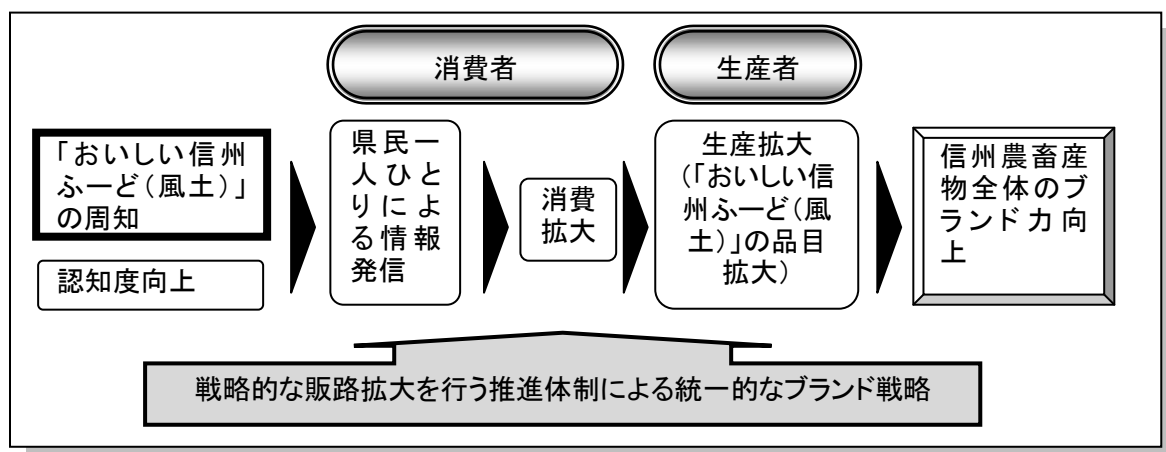 消費者
生産者
「おいしい信州
ふーど(風土)」
の周知
認知度向上
県民一
人ひと
りによ
る情報
発信
消費
拡大
生産拡大
(「おいしい信
州ふーど(風
土)」の品目
拡大)
信州農畜産
物全体のブ
ランド力向
上
戦略的な販路拡大を行う推進体制による統一的なブランド戦略